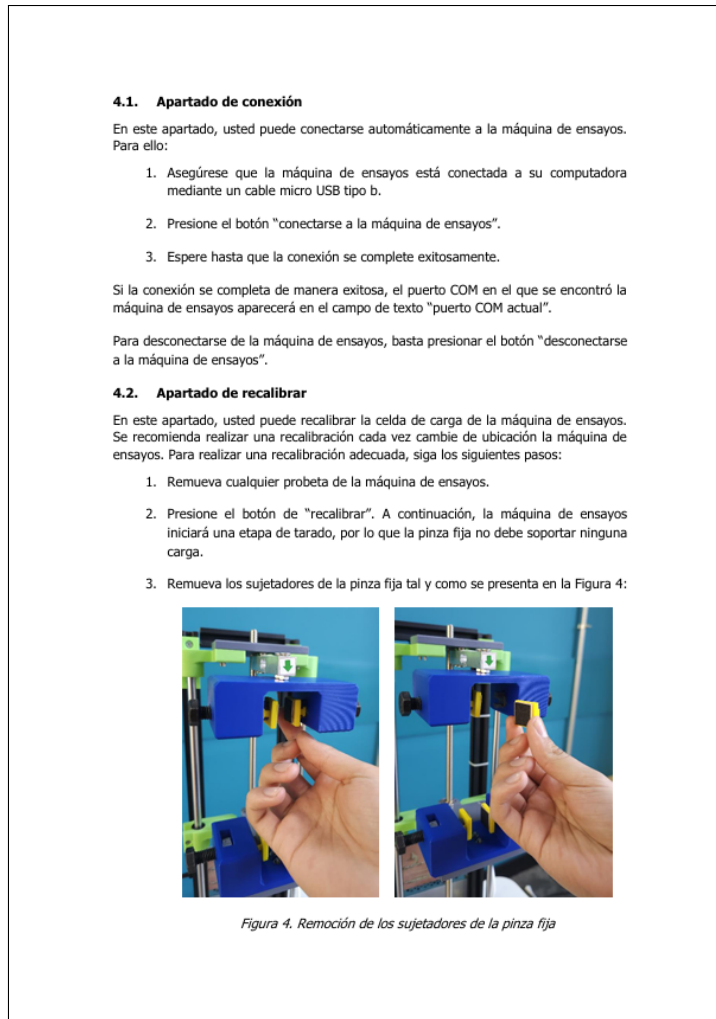 4.1. Apartado de conexión
En este apartado, usted puede conectarse automáticamente a la máquina de ensayos.
Para ello:
1. Asegúrese que la máquina de ensayos está conectada a su computadora
mediante un cable micro USB tipo b.
2. Presione el botón “conectarse a la máquina de ensayos”.
3. Espere hasta que la conexión se complete exitosamente.
Si la conexión se completa de manera exitosa, el puerto COM en el que se encontró la
máquina de ensayos aparecerá en el campo de texto “puerto COM actual”.
Para desconectarse de la máquina de ensayos, basta presionar el botón “desconectarse
a la máquina de ensayos”.
4.2. Apartado de recalibrar
En este apartado, usted puede recalibrar la celda de carga de la máquina de ensayos.
Se recomienda realizar una recalibración cada vez cambie de ubicación la máquina de
ensayos. Para realizar una recalibración adecuada, siga los siguientes pasos:
1. Remueva cualquier probeta de la máquina de ensayos.
2. Presione el botón de “recalibrar”. A continuación, la máquina de ensayos
iniciará una etapa de tarado, por lo que la pinza fija no debe soportar ninguna
carga.
3. Remueva los sujetadores de la pinza fija tal y como se presenta en la Figura 4:
Figura 4. Remoción de los sujetadores de la pinza fija